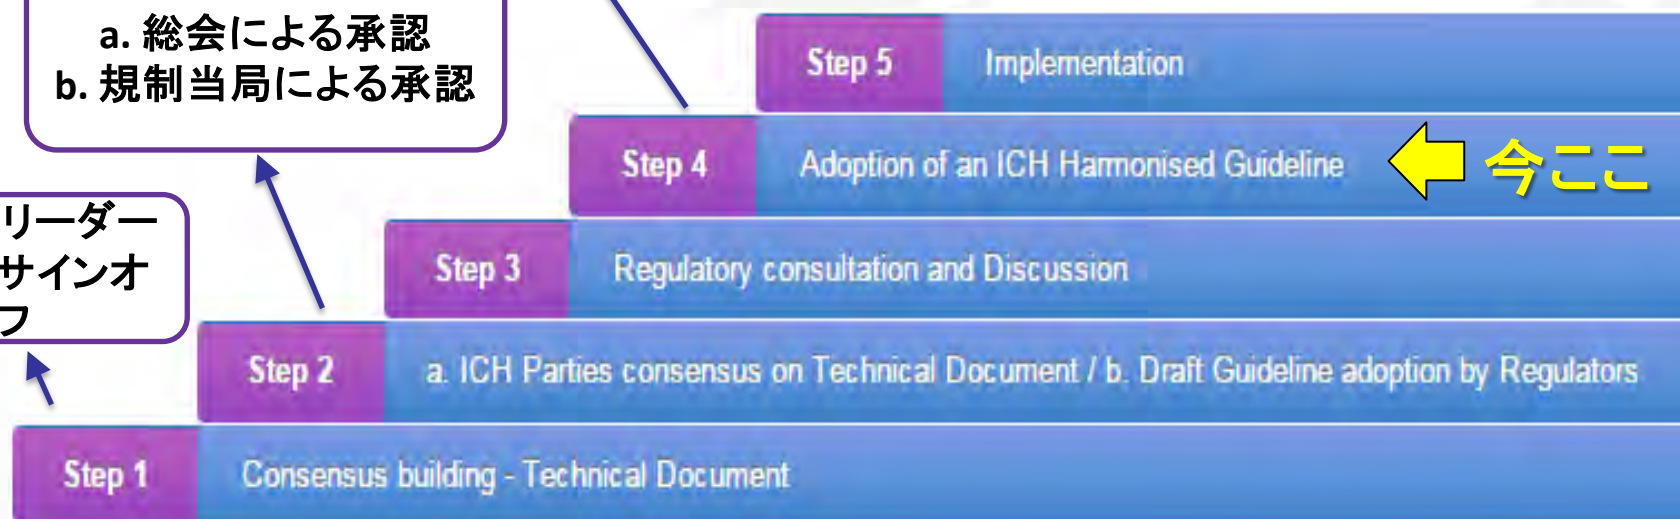 a. 総会による承認
b. 規制当局による承認
リーダー
サインオ
フ
Step 5 Implementation
Step 4 Adoption of an ICH Harmonised Guideline
今ここ
Step 3 Regulatory consultation and Discussion
Step 2 a. ICH Parties consensus on Technical Document / b. Draft Guideline adoption by Regulators
Step 1 Consensus building - Technical Document